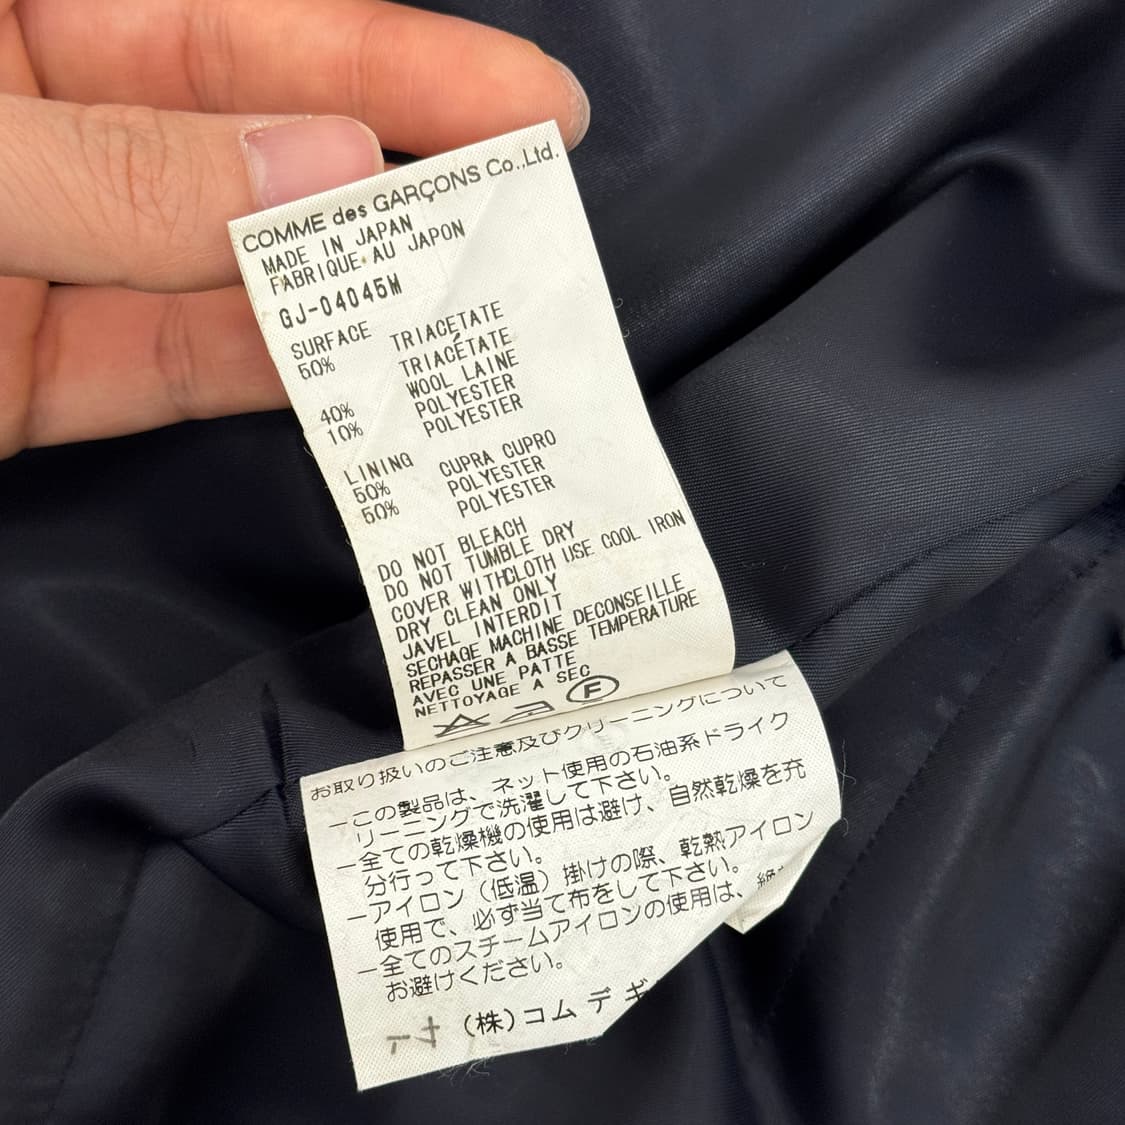 COMME des GARÇONS Co.,Ltd.
MADE IN JAPAN
FABRIQUE AU JAPON
GJ-04045M
SURFACE TRIACETATE
50% TRIACÉTATE
WOOL LAINE
40% POLYESTER
10% POLYESTER
LINING CUPRA CUPRO
50% POLYESTER
50% POLYESTER
DO NOT BLEACH
DO NOT TUMBLE DRY
COVER WITHCLOTH USE COOL IRON
DRY CLEAN ONLY
JAVEL INTERDIT
SECHAGE MACHINE DECONSEILLE
REPASSER A BASSE TEMPERATURE
AVEC UNE PATTE
NETTOYAGE A SEC
F
お取り扱いのご注意及びクリーニングについて
ーこの製品は、ネット使用の石油系ドライク
リーニングで洗濯して下さい。
ー全ての乾燥機の使用は避け、自然乾燥を充
分行って下さい。
ーアイロン（低温）掛けの際、乾熱アイロン
使用で、必ず当て布をして下さい。
ー全てのスチームアイロンの使用は、絶
お避けください。
(株)コムデギ